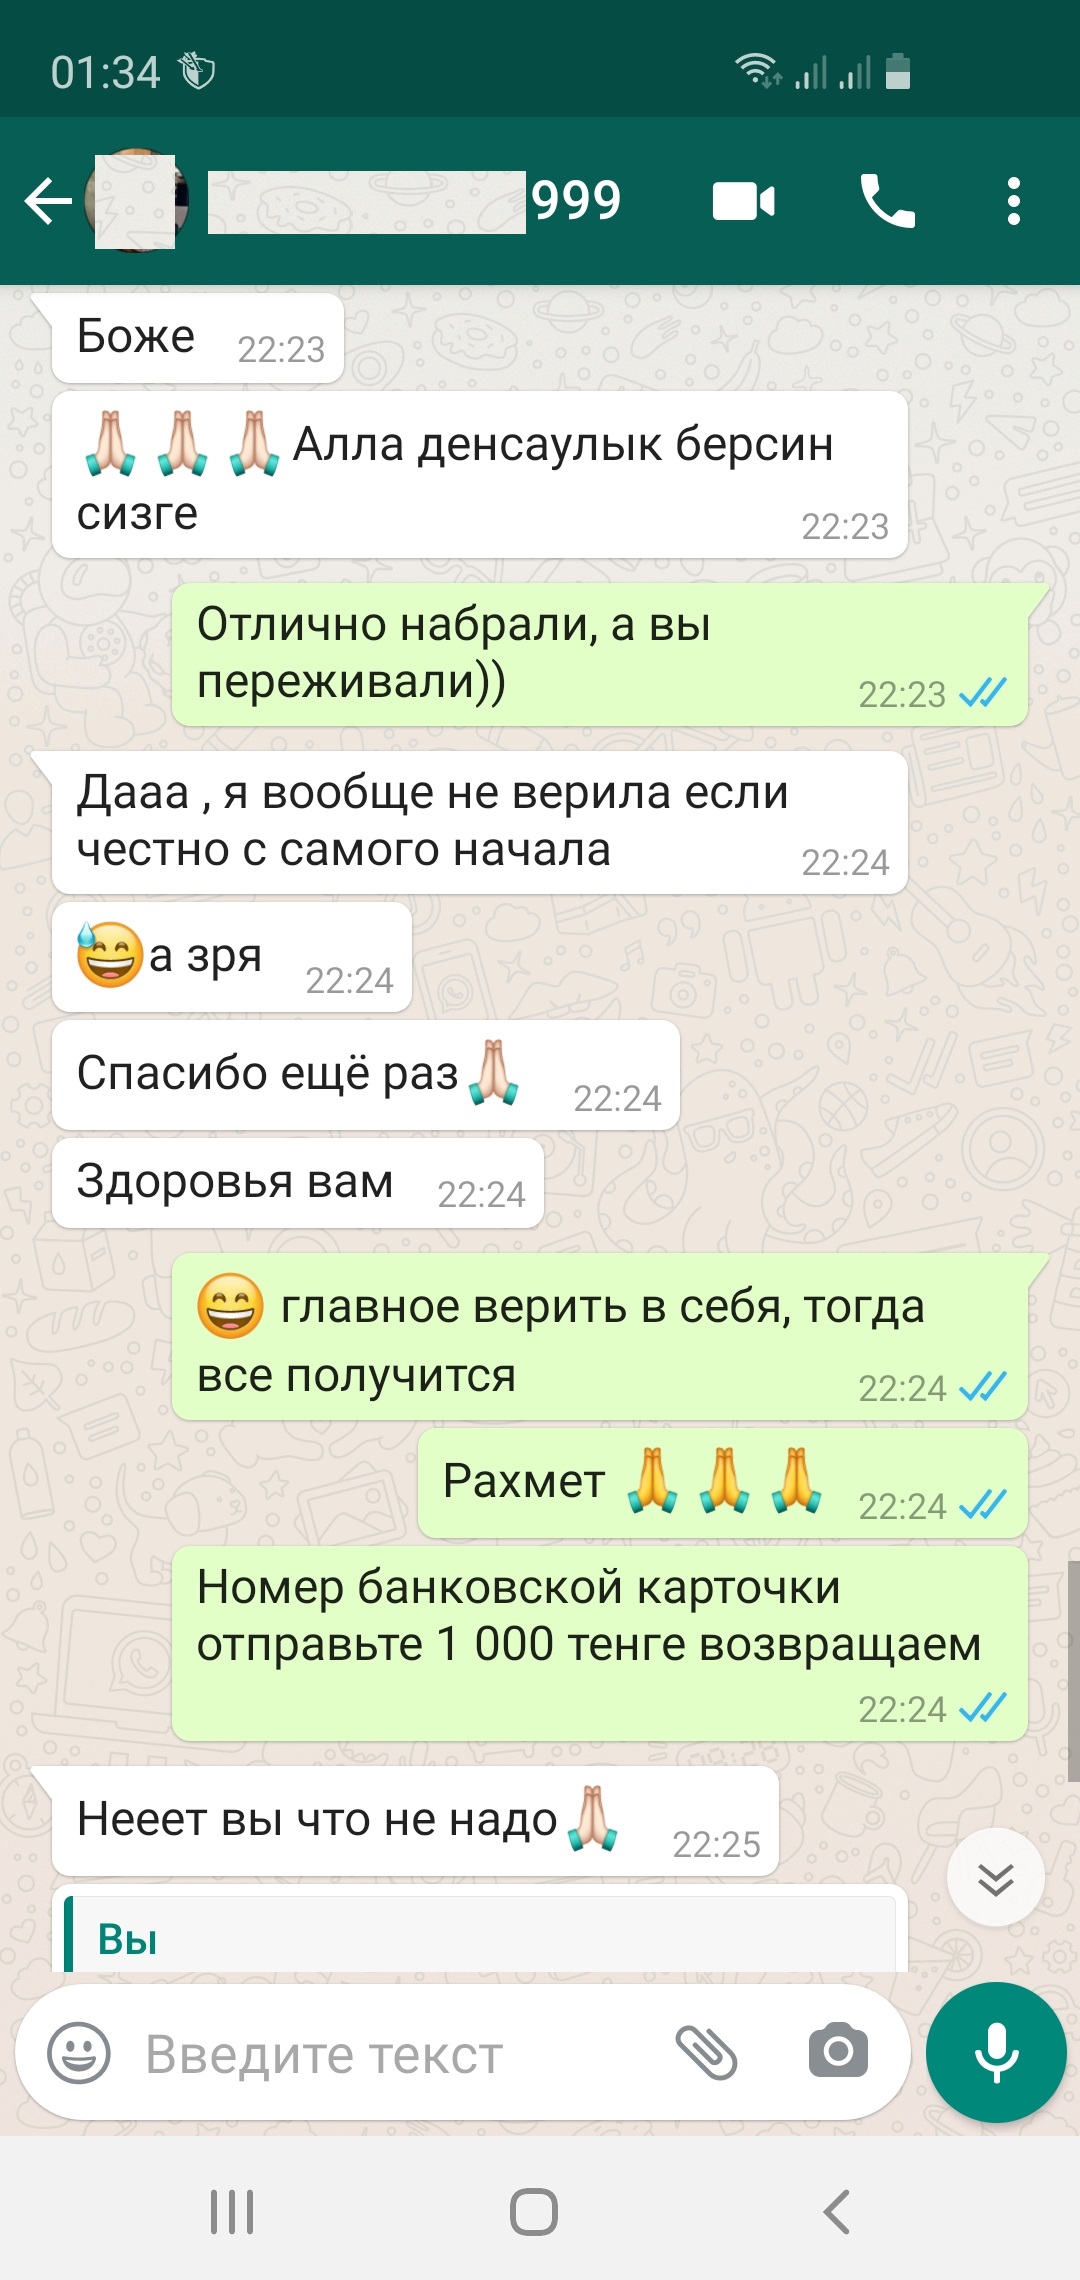 01:34
999
Боже 22:23
🙏🏻🙏🏻🙏🏻Алла денсаулык берсин
сизге 22:23
Отлично набрали, а вы
переживали)) 22:23
Дааа , я вообще не верила если
честно с самого начала 22:24
😅а зря 22:24
Спасибо ещё раз🙏🏻 22:24
Здоровья вам 22:24
😄 главное верить в себя, тогда
все получится 22:24
Рахмет 🙏🙏🙏 22:24
Номер банковской карточки
отправьте 1 000 тенге возвращаем
22:24
Нееет вы что не надо🙏🏻 22:25
Вы
Введите текст